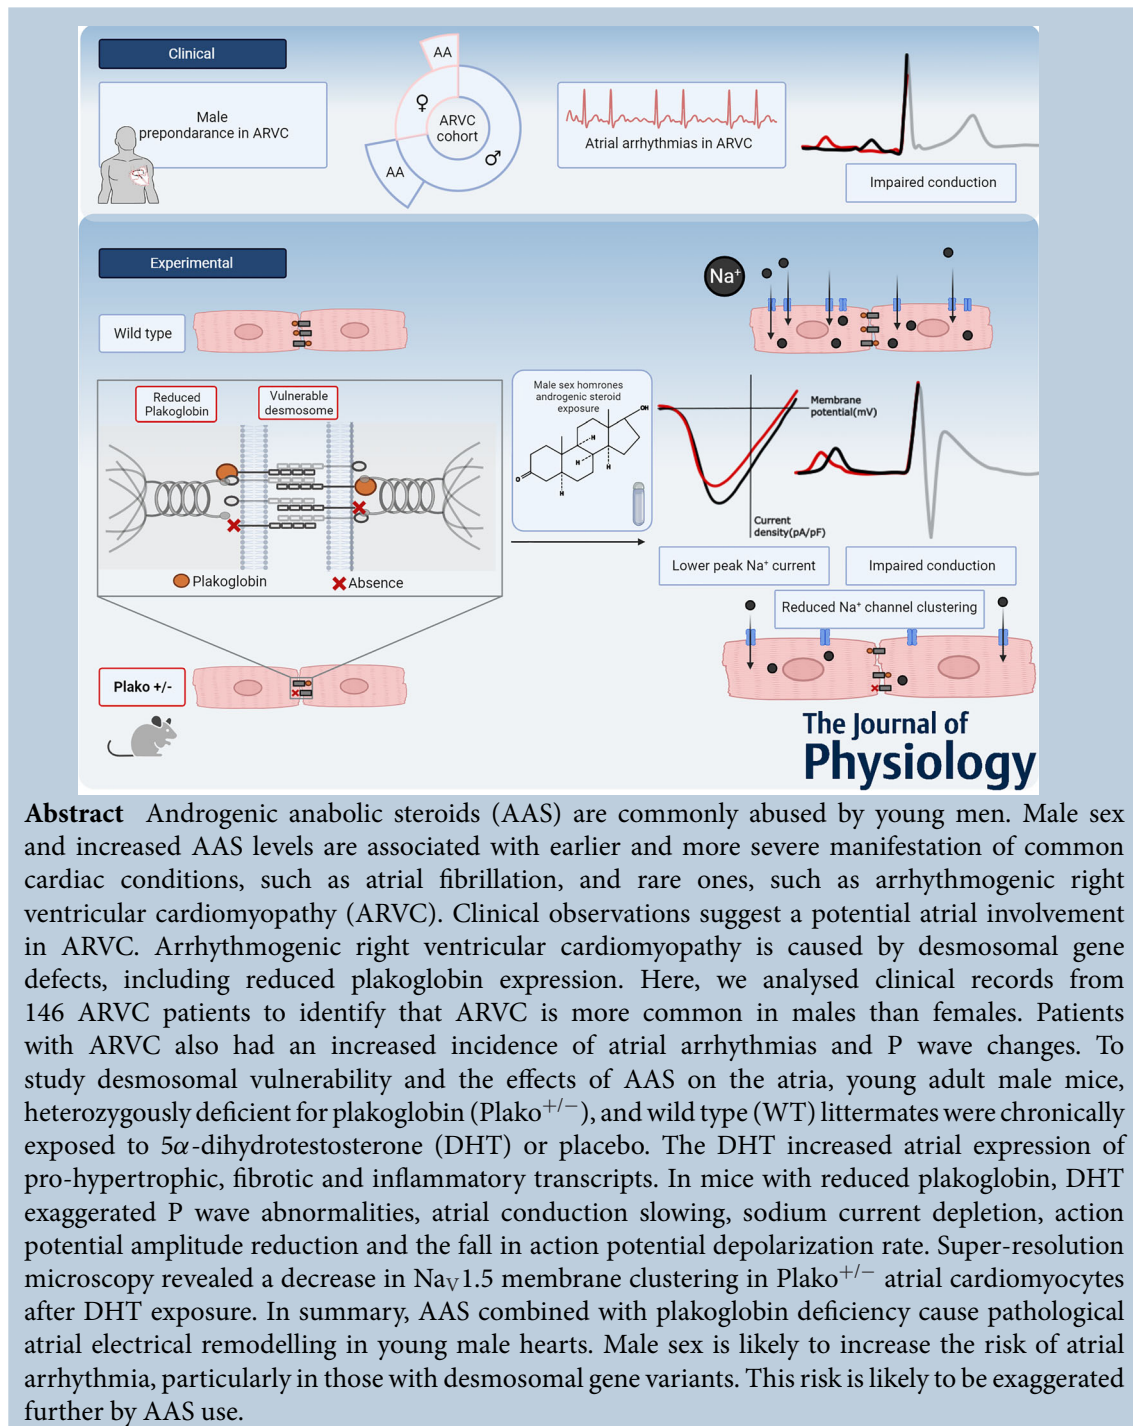 Clinical
Male
prepondarance in ARVC
AA
♀
ARVC
cohort
♂
AA
Atrial arrhythmias in ARVC
Impaired conduction
Experimental
Na⁺
Wild type
Reduced
Plakoglobin
Vulnerable
desmosome
Plakoglobin
Absence
Male sex homrones
androgenic steroid
exposure
OH
H
H
H
H
O
Membrane
potential(mV)
Current
density(pA/pF)
Lower peak Na⁺ current
Impaired conduction
Reduced Na⁺ channel clustering
Plako +/-
The Journal of
Physiology
Abstract Androgenic anabolic steroids (AAS) are commonly abused by young men. Male sex
and increased AAS levels are associated with earlier and more severe manifestation of common
cardiac conditions, such as atrial fibrillation, and rare ones, such as arrhythmogenic right
ventricular cardiomyopathy (ARVC). Clinical observations suggest a potential atrial involvement
in ARVC. Arrhythmogenic right ventricular cardiomyopathy is caused by desmosomal gene
defects, including reduced plakoglobin expression. Here, we analysed clinical records from
146 ARVC patients to identify that ARVC is more common in males than females. Patients
with ARVC also had an increased incidence of atrial arrhythmias and P wave changes. To
study desmosomal vulnerability and the effects of AAS on the atria, young adult male mice,
heterozygously deficient for plakoglobin (Plako⁺/⁻), and wild type (WT) littermates were chronically
exposed to 5α-dihydrotestosterone (DHT) or placebo. The DHT increased atrial expression of
pro-hypertrophic, fibrotic and inflammatory transcripts. In mice with reduced plakoglobin, DHT
exaggerated P wave abnormalities, atrial conduction slowing, sodium current depletion, action
potential amplitude reduction and the fall in action potential depolarization rate. Super-resolution
microscopy revealed a decrease in NaV1.5 membrane clustering in Plako⁺/⁻ atrial cardiomyocytes
after DHT exposure. In summary, AAS combined with plakoglobin deficiency cause pathological
atrial electrical remodelling in young male hearts. Male sex is likely to increase the risk of atrial
arrhythmia, particularly in those with desmosomal gene variants. This risk is likely to be exaggerated
further by AAS use.